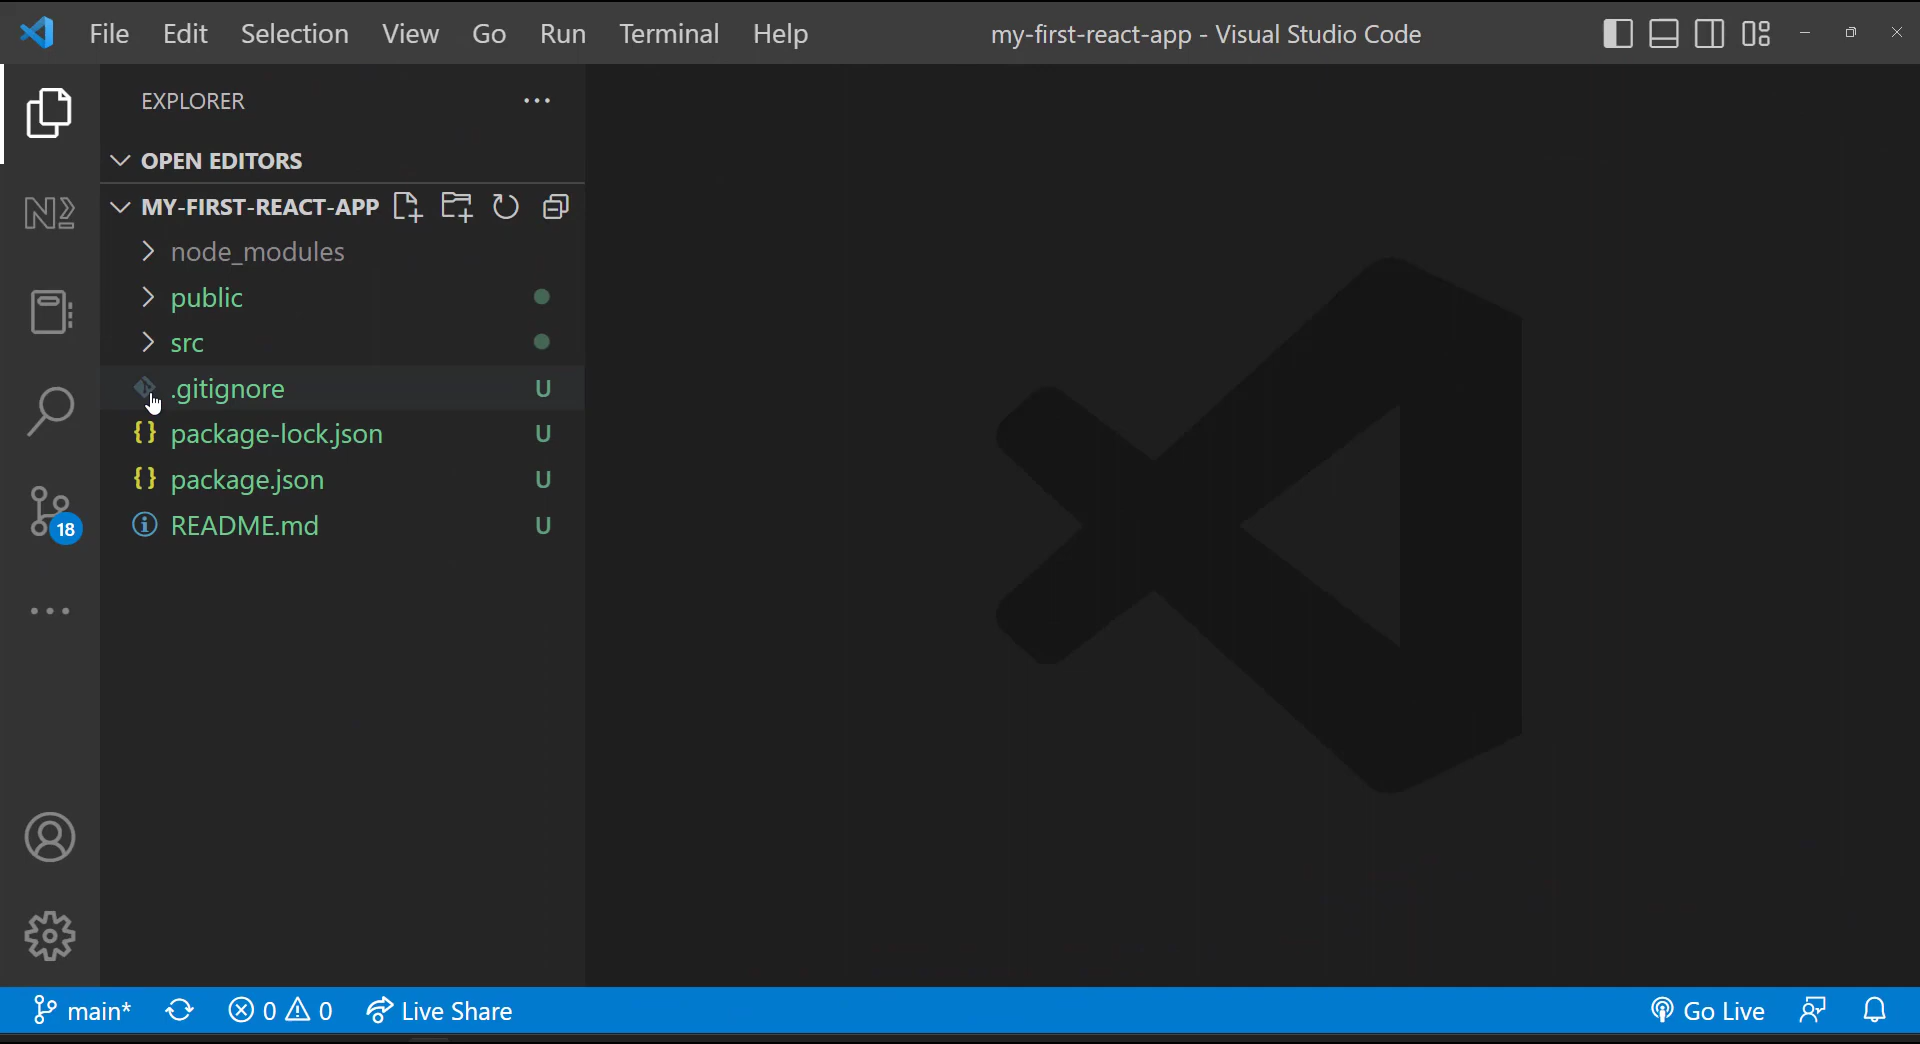 File Edit Selection View Go Run Terminal Help my-first-react-app - Visual Studio Code
EXPLORER
OPEN EDITORS
MY-FIRST-REACT-APP
node_modules
public
src
.gitignore U
package-lock.json U
package.json U
README.md U
18
main* 0 0 Live Share Go Live